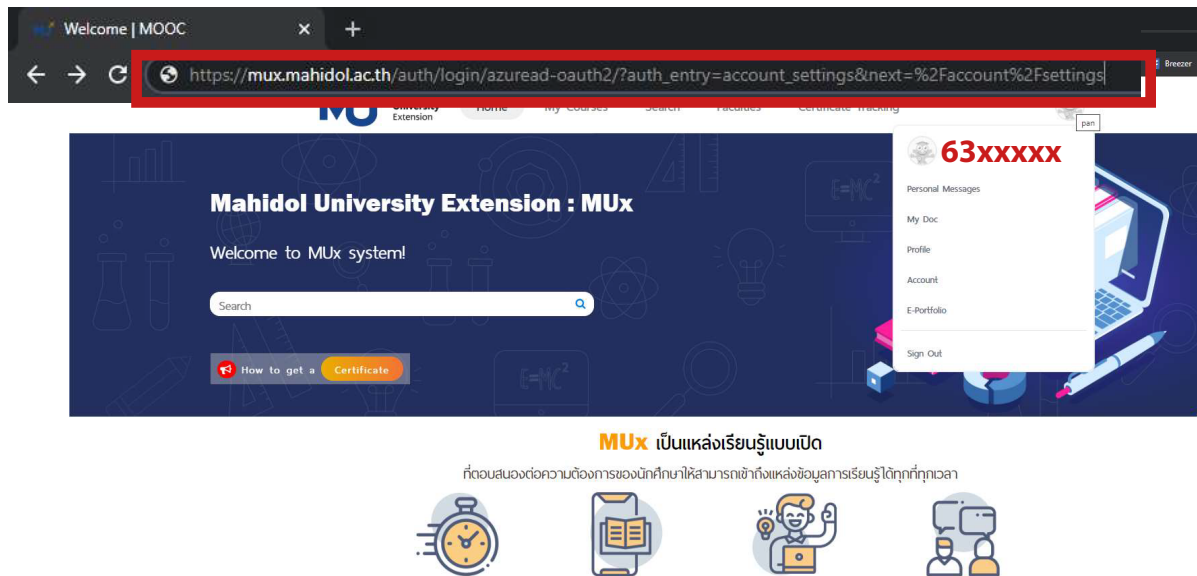 Welcome | MOOC
https://mux.mahidol.ac.th/auth/login/azuread-oauth2/?auth_entry=account_settings&next=%2Faccount%2Fsettings
Breezer
MU University Extension Home My Courses Search Faculties Certificate Tracking
pan
63xxxxx
Personal Messages
My Doc
Profile
Account
E-Portfolio
Sign Out
Mahidol University Extension : MUx
Welcome to MUx system!
Search
How to get a Certificate
E=MC²
E=MC²
MUx เป็นแหล่งเรียนรู้แบบเปิด
ที่ตอบสนองต่อความต้องการของนักศึกษาให้สามารถเข้าถึงแหล่งข้อมูลการเรียนรู้ได้ทุกที่ทุกเวลา